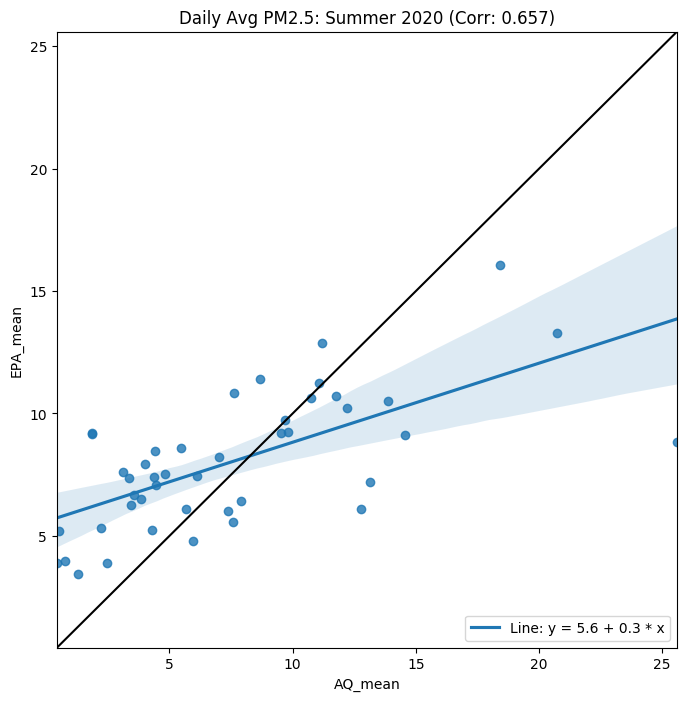 Daily Avg PM2.5: Summer 2020 (Corr: 0.657)
25
20
15
10
5
EPA_mean
5
10
15
20
25
AQ_mean
Line: y = 5.6 + 0.3 * x